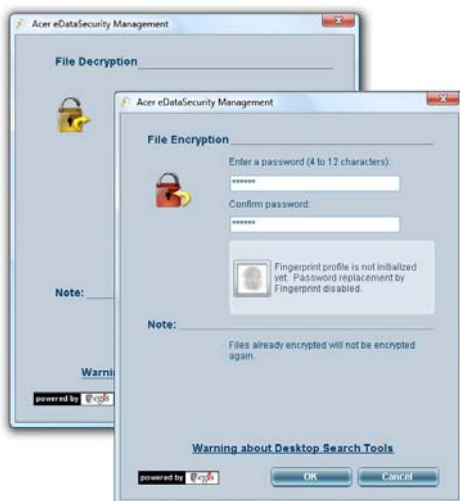 Acer eDataSecurity Management
File Decryption
Note:
Acer eDataSecurity Management
File Encryption
Enter a password (4 to 12 characters):
******
Confirm password:
******
Fingerprint profile is not initialized
yet. Password replacement by
Fingerprint disabled.
Note:
Files already encrypted will not be encrypted
again.
Warning about Desktop Search Tools
powered by egis
OK
Cancel
powered by